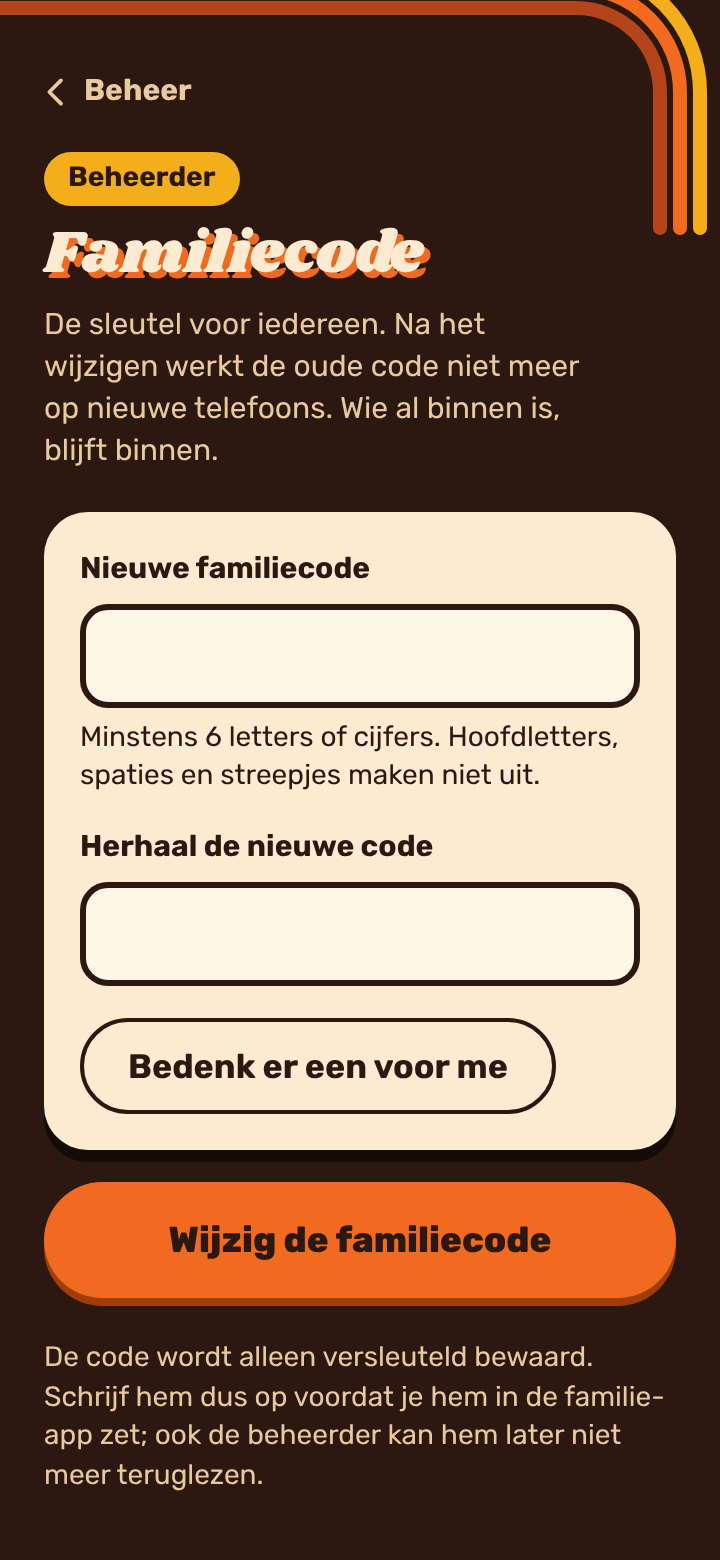 Beheer
Beheerder
Familiecode
De sleutel voor iedereen. Na het
wijzigen werkt de oude code niet meer
op nieuwe telefoons. Wie al binnen is,
blijft binnen.
Nieuwe familiecode
Minstens 6 letters of cijfers. Hoofdletters,
spaties en streepjes maken niet uit.
Herhaal de nieuwe code
Bedenk er een voor me
Wijzig de familiecode
De code wordt alleen versleuteld bewaard.
Schrijf hem dus op voordat je hem in de familie-
app zet; ook de beheerder kan hem later niet
meer teruglezen.